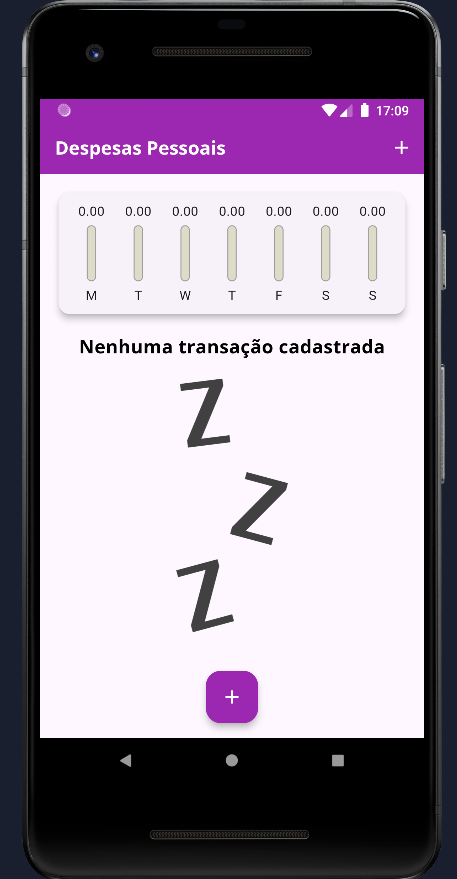 17:09
Despesas Pessoais +
0.00 0.00 0.00 0.00 0.00 0.00 0.00
M T W T F S S
Nenhuma transação cadastrada
Z
Z
Z
+